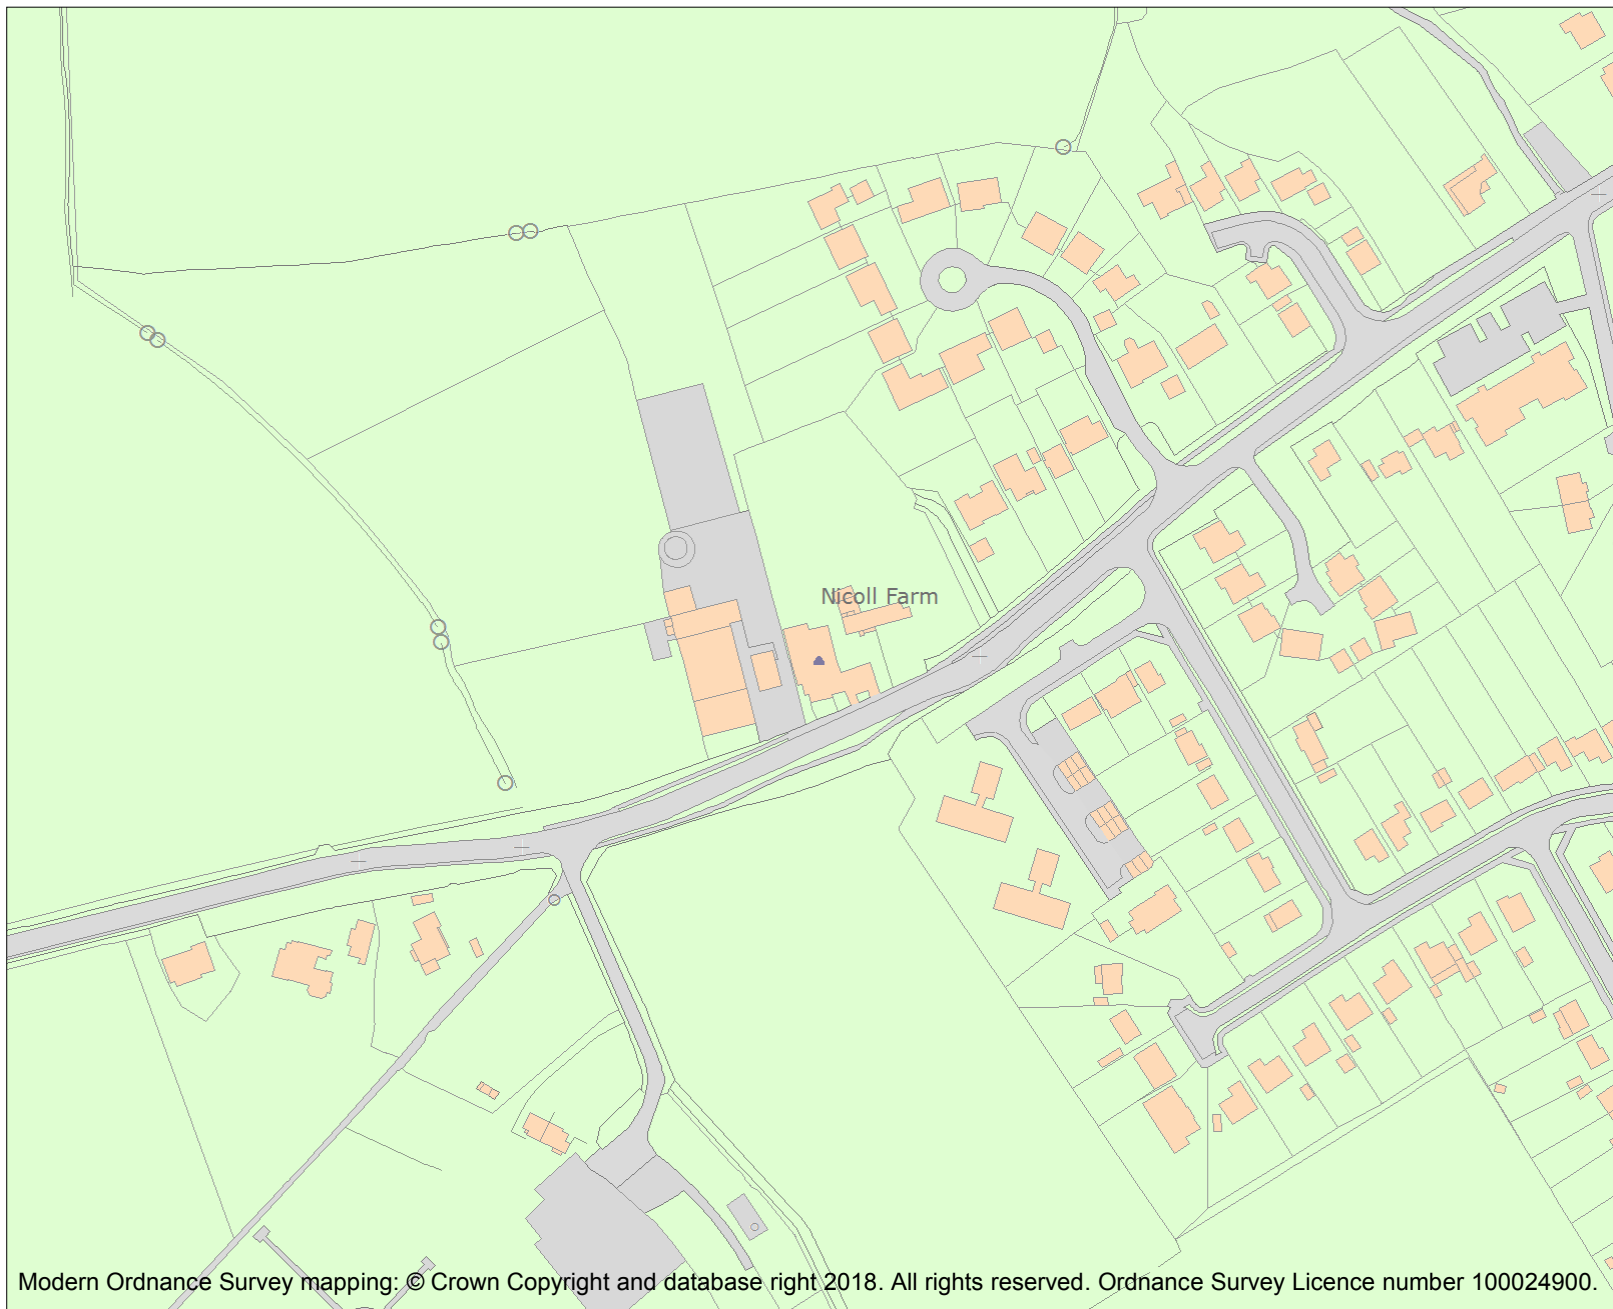 Nicoll Farm
Modern Ordnance Survey mapping: © Crown Copyright and database right 2018. All rights reserved. Ordnance Survey Licence number 100024900.